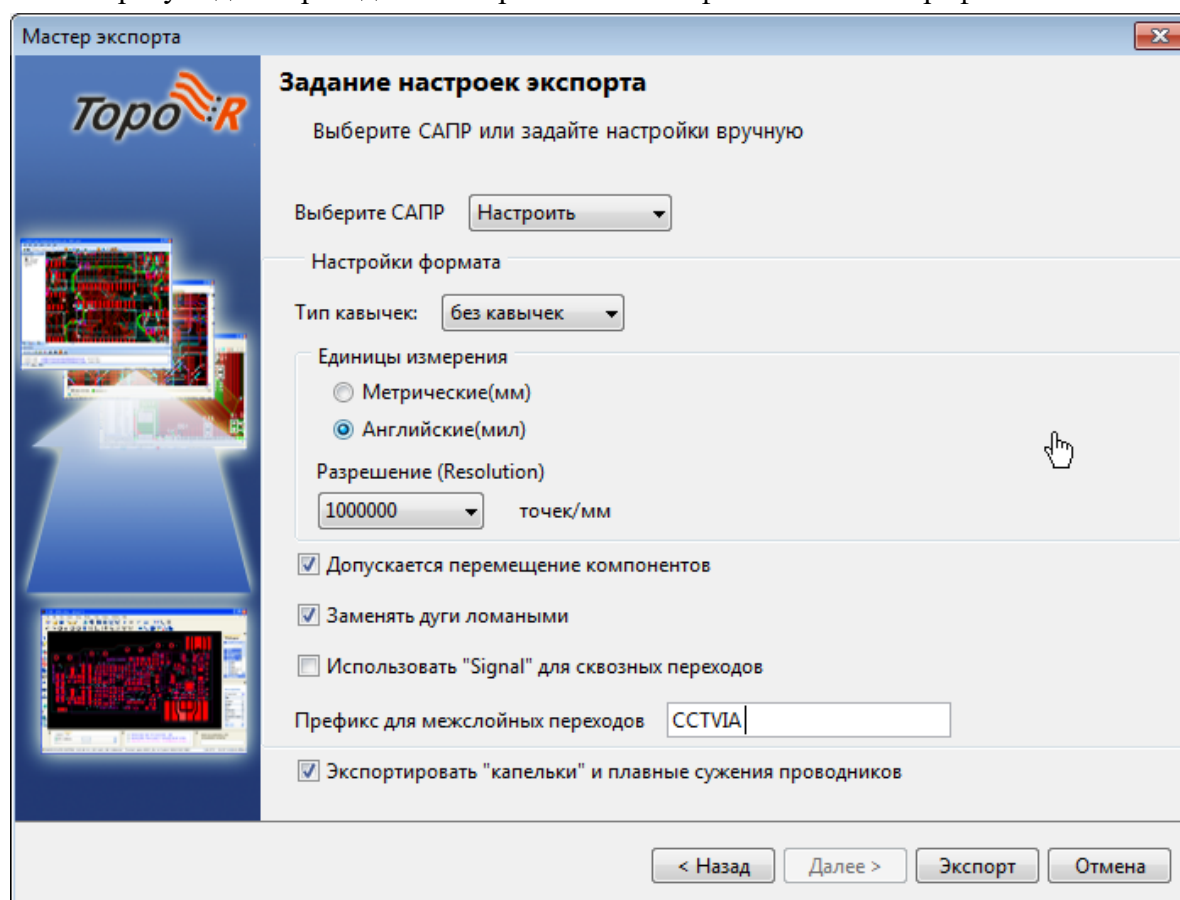 Мастер экспорта
TopoR
Задание настроек экспорта
Выберите САПР или задайте настройки вручную
Выберите САПР Настроить
Настройки формата
Тип кавычек: без кавычек
Единицы измерения
Метрические(мм)
Английские(мил)
Разрешение (Resolution)
1000000 точек/мм
Допускается перемещение компонентов
Заменять дуги ломаными
Использовать "Signal" для сквозных переходов
Префикс для межслойных переходов CCTVIA
Экспортировать "капельки" и плавные сужения проводников
< Назад Далее > Экспорт Отмена